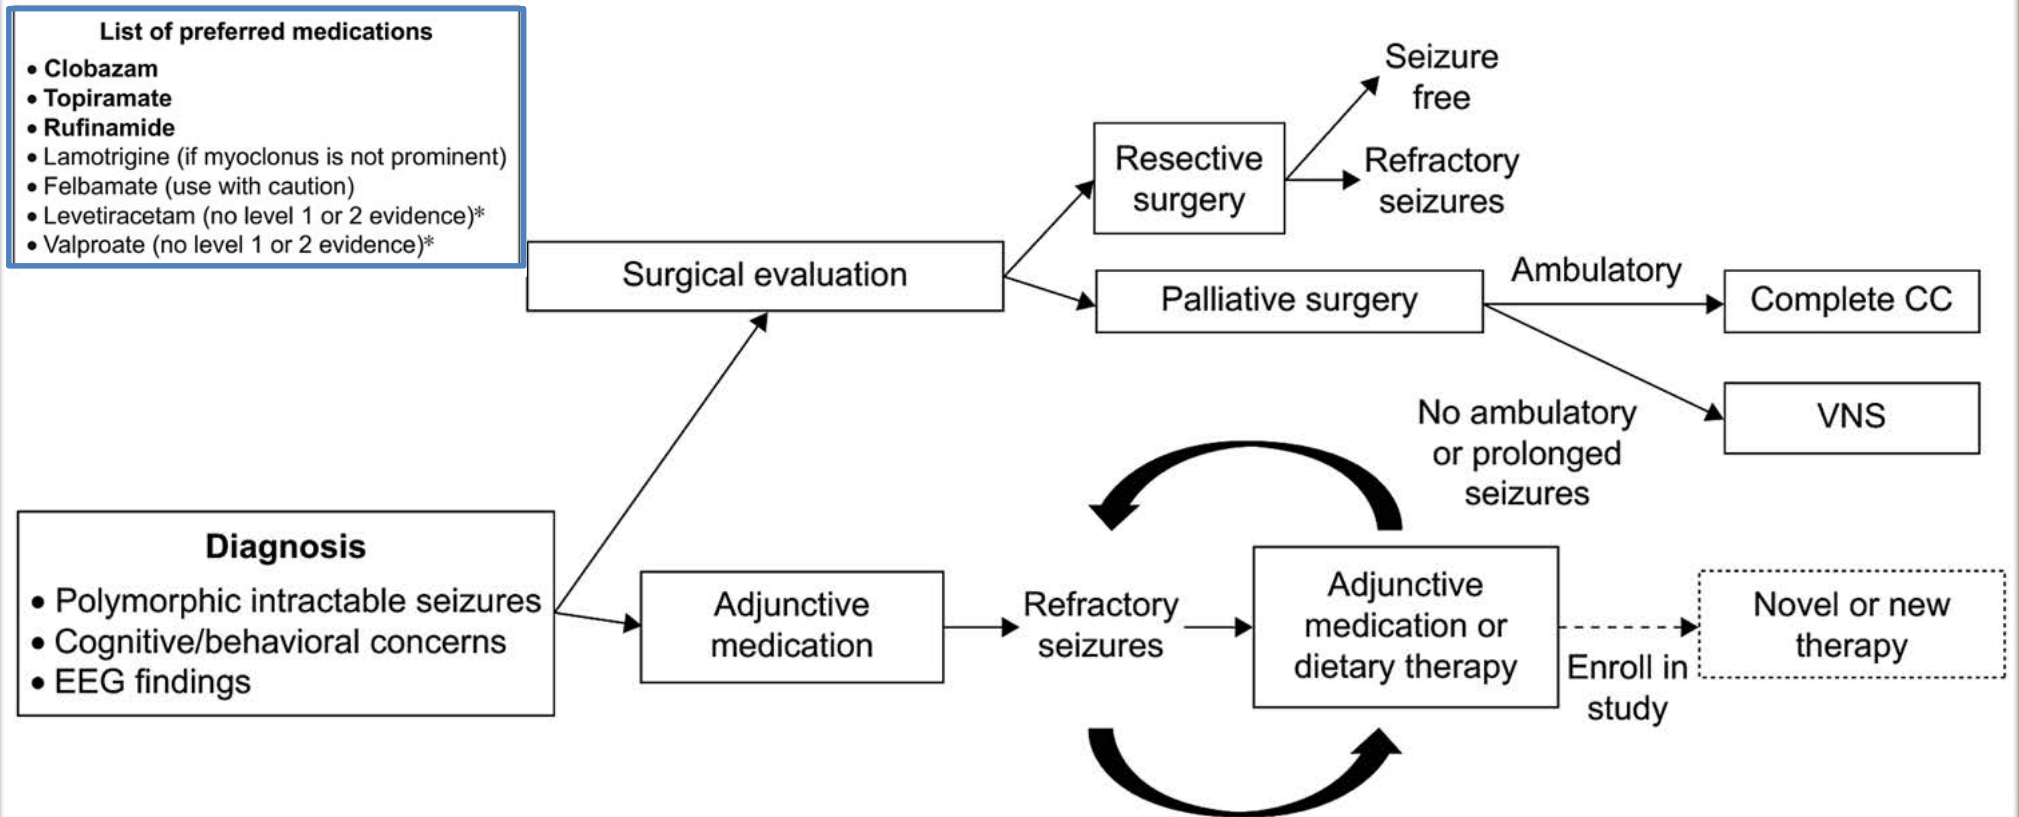 List of preferred medications
• Clobazam
• Topiramate
• Rufinamide
• Lamotrigine (if myoclonus is not prominent)
• Felbamate (use with caution)
• Levetiracetam (no level 1 or 2 evidence)*
• Valproate (no level 1 or 2 evidence)*
Surgical evaluation
Resective
surgery
Seizure
free
Refractory
seizures
Palliative surgery
Ambulatory
Complete CC
No ambulatory
or prolonged
seizures
VNS
Diagnosis
• Polymorphic intractable seizures
• Cognitive/behavioral concerns
• EEG findings
Adjunctive
medication
Refractory
seizures
Adjunctive
medication or
dietary therapy
Enroll in
study
Novel or new
therapy